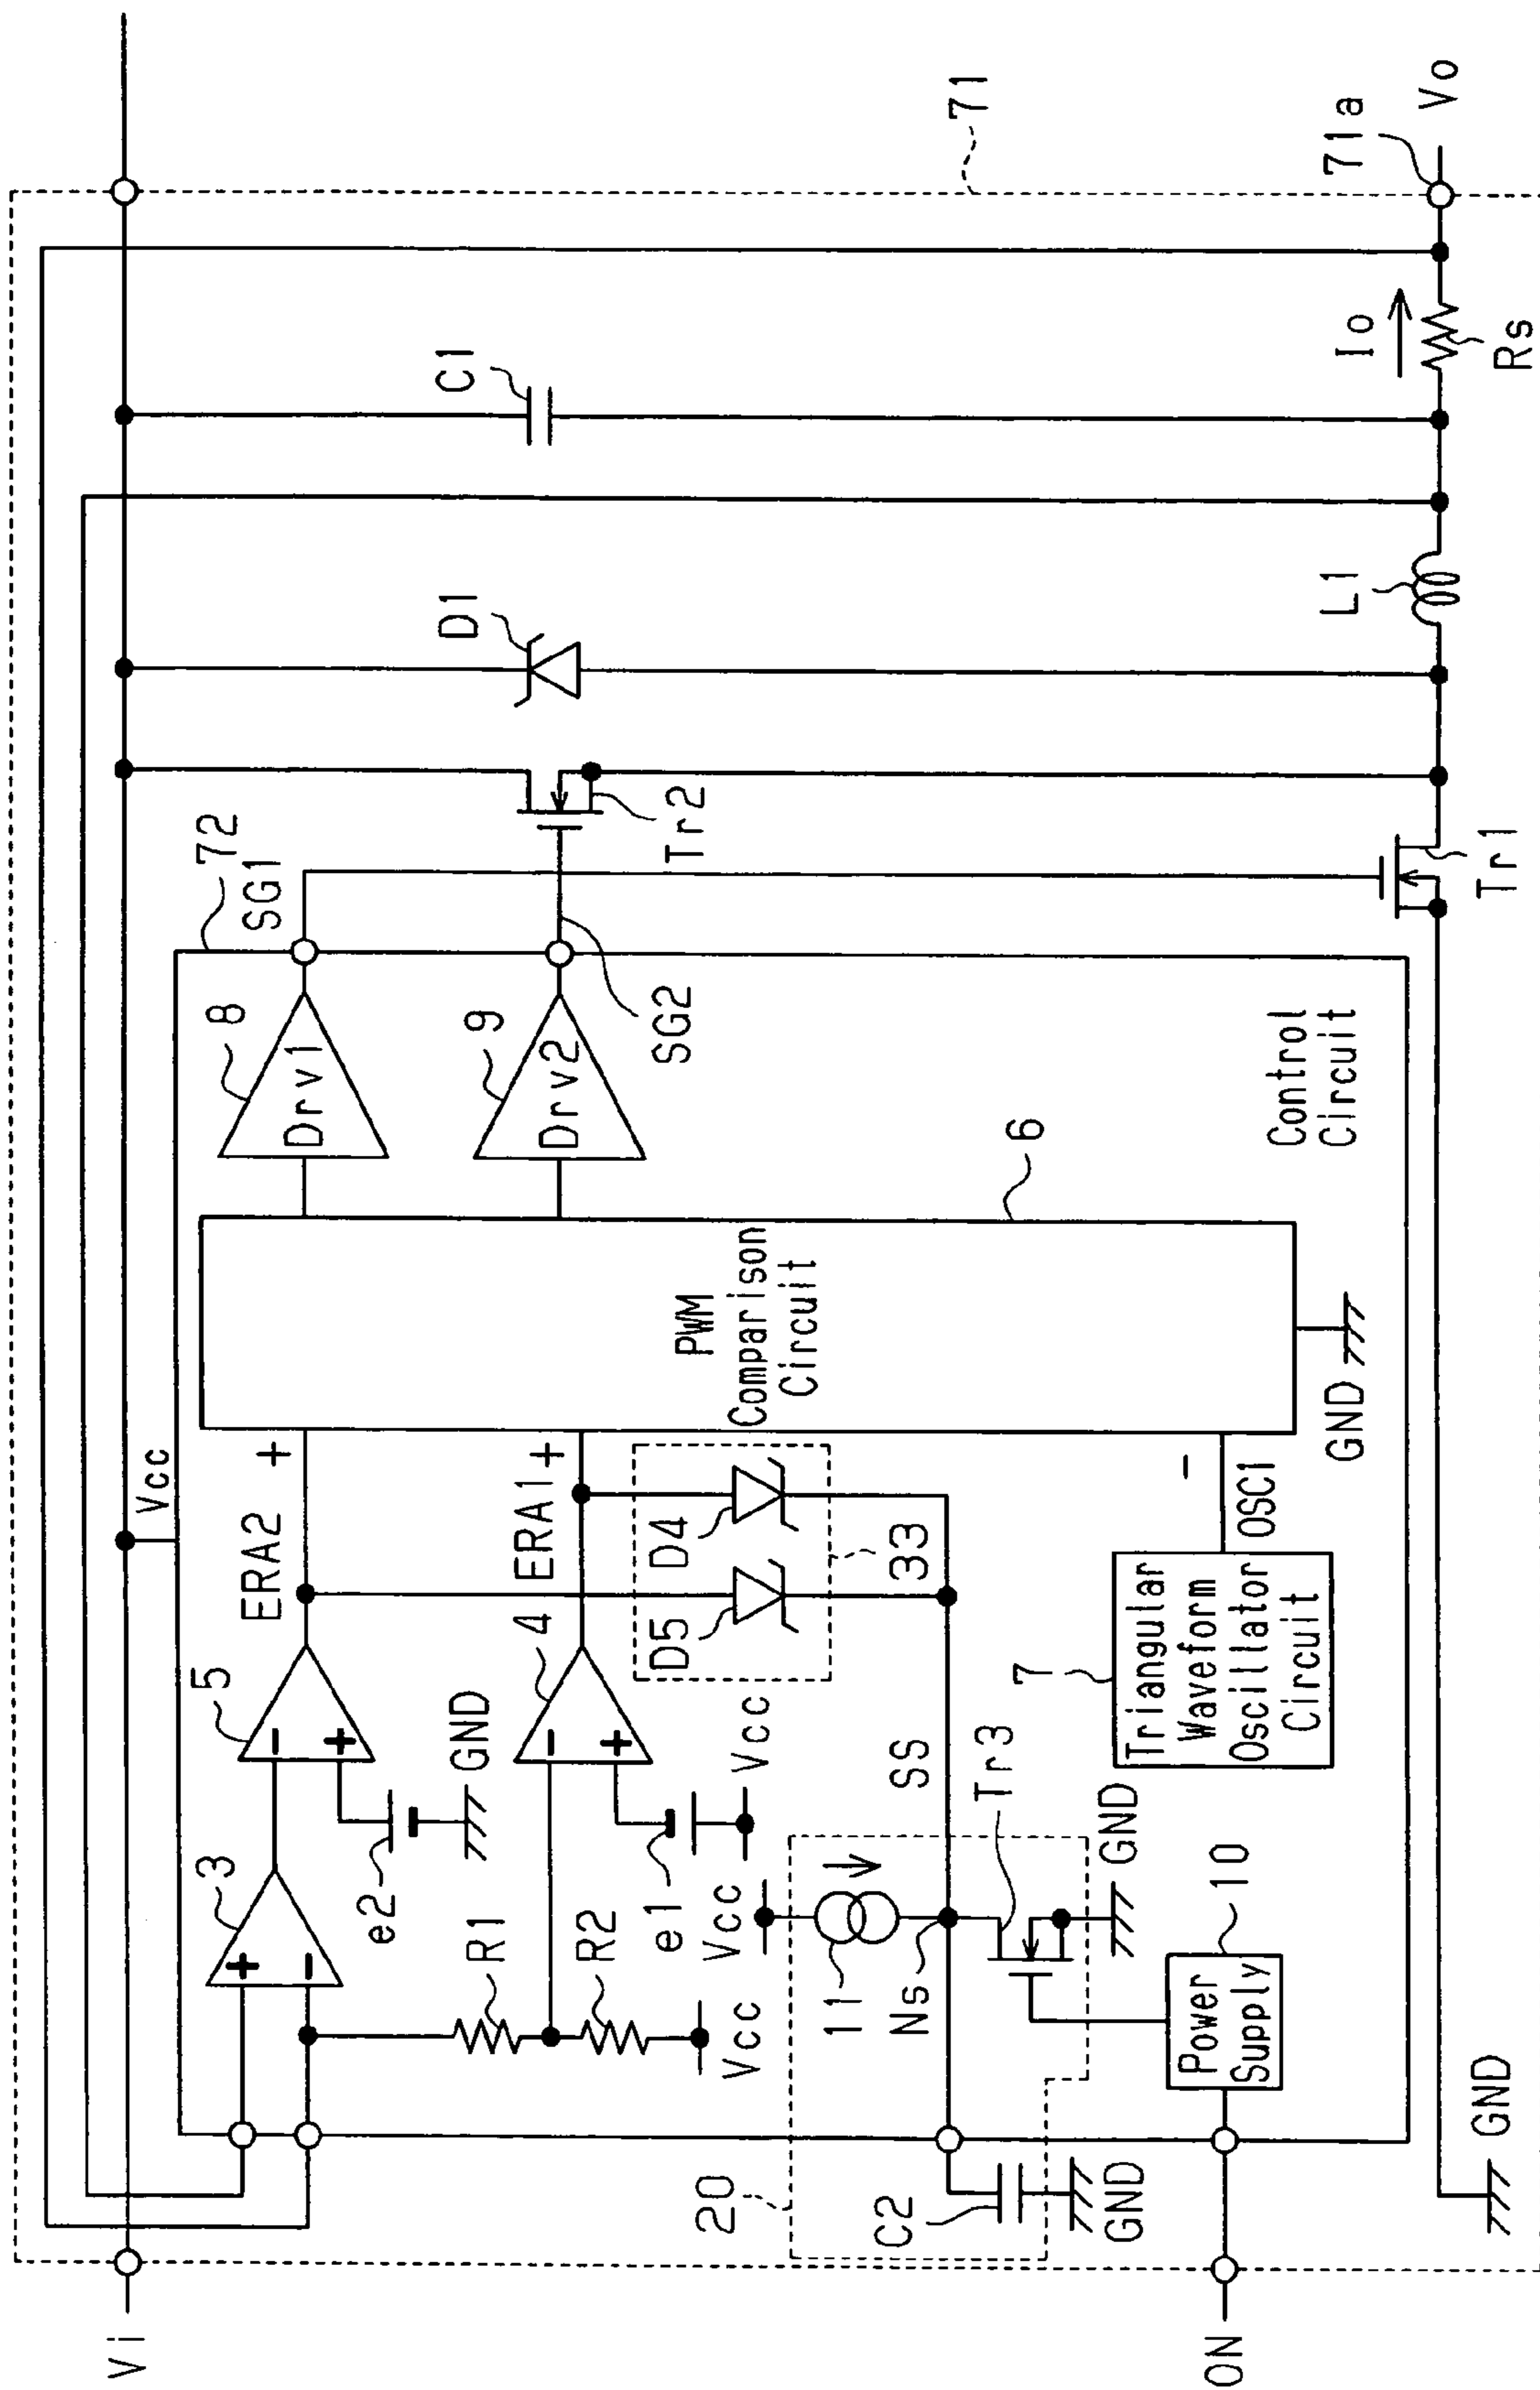 Vi
Vcc
71
3
5
ERA2
+
8
Drv1
72
SG1
D1
C1
e2
GND
R1
R2
Vcc
4
ERA1
+
9
Drv2
SG2
Tr2
e1
Vcc
Vcc
D5
D4
33
PWM
Comparison
Circuit
6
20
11
Ns
SS
Tr3
C2
GND
GND
7
Triangular
Waveform
Oscillator
Circuit
-
OSC1
GND
Control
Circuit
ON
10
Power
Supply
GND
Tr1
L1
Io
Rs
71a
Vo
+
-
-
+
-
+